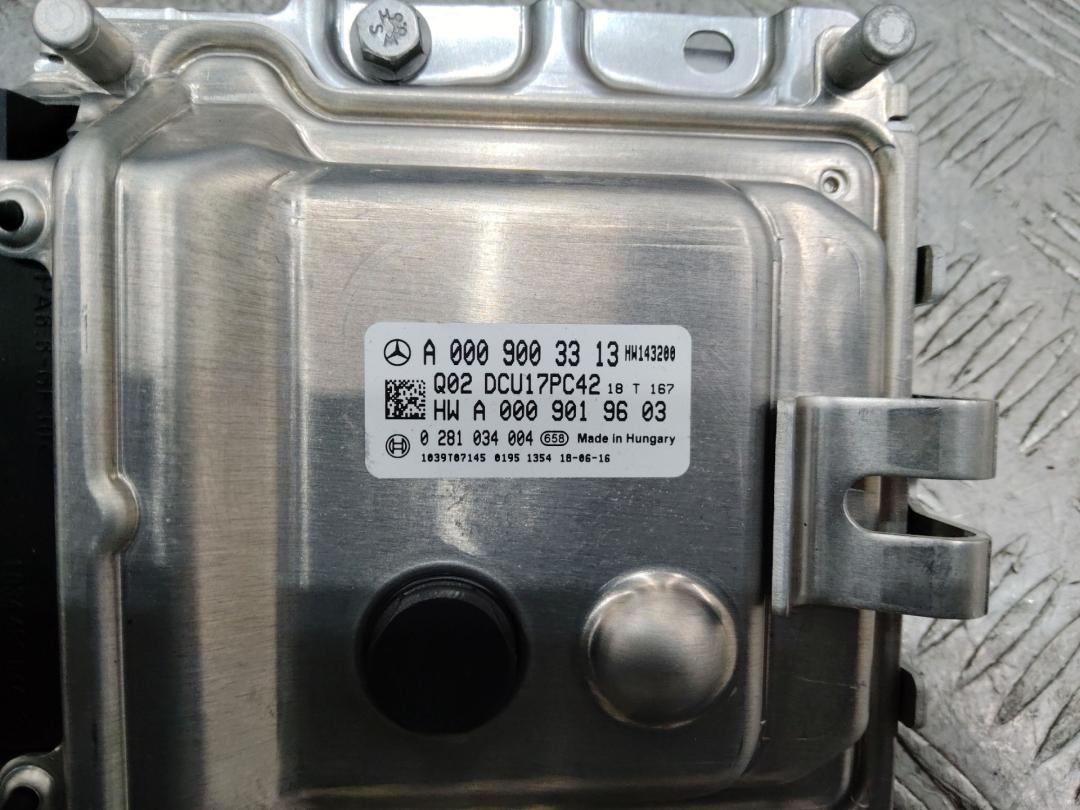 A 000 900 33 13 HW143200
Q02 DCU17PC42 18 T 167
HW A 000 901 96 03
0 281 034 004 658 Made in Hungary
1039T07145 0195 1354 18-06-16